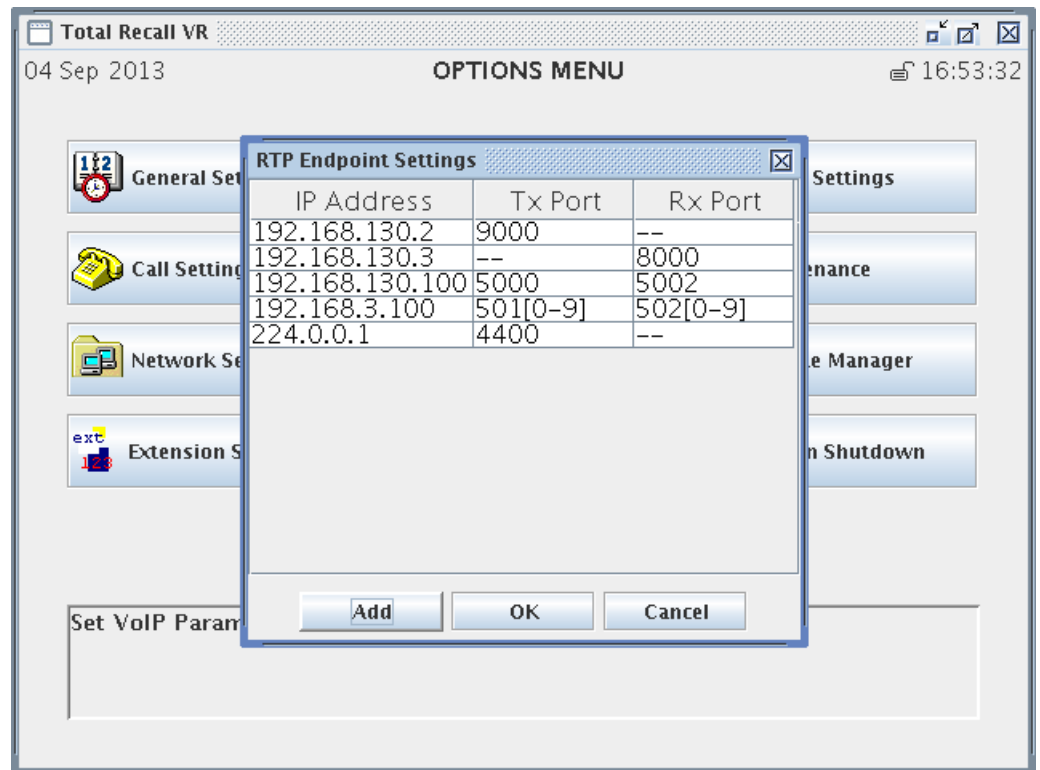 Total Recall VR
04 Sep 2013 OPTIONS MENU 16:53:32
RTP Endpoint Settings
General Set
Settings
IP Address Tx Port Rx Port
192.168.130.2 9000 --
192.168.130.3 -- 8000
192.168.130.100 5000 5002
192.168.3.100 501[0-9] 502[0-9]
224.0.0.1 4400 --
Call Setting
enance
Network Se
e Manager
ext
123
Extension S
n Shutdown
Add OK Cancel
Set VoIP Param